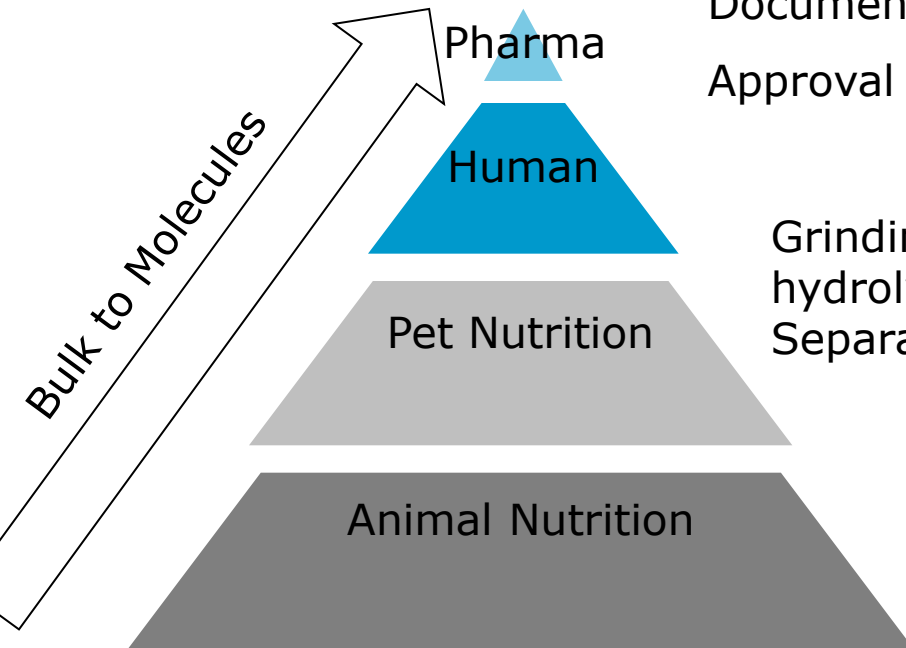 Pharma
Approval
Human
Bulk to Molecules
Pet Nutrition
Animal Nutrition